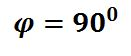 φ = 90⁰